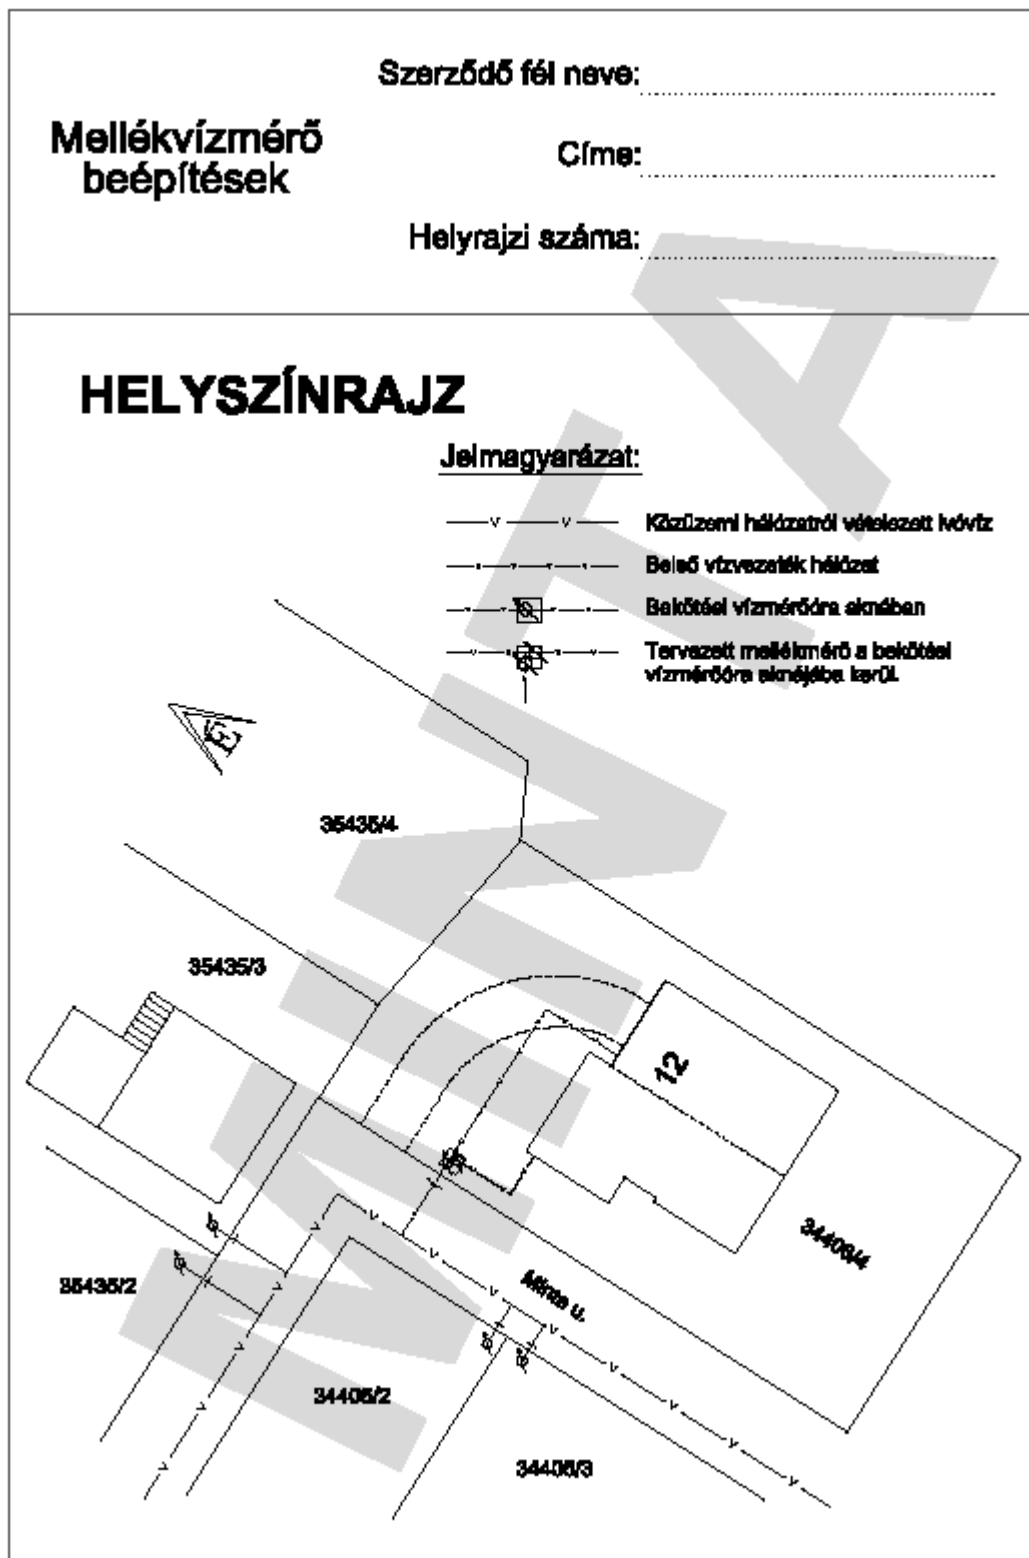 Szerződő fél neve:
Mellékvízmérő
beépítések
Címe:
Helyrajzi száma:
HELYSZÍNRAJZ
Jelmagyarázat:
Közüzemi hálózatról vételezett ivóvíz
Belső vízvezaték hálózat
Bekötési vízmérőóra aknában
Tervezett mellékmérő a bekötési
vízmérőóra aknájába kerül.
É
35435/4
35435/3
12
34406/4
35435/2
Minta u.
34406/2
34406/3
MINTA